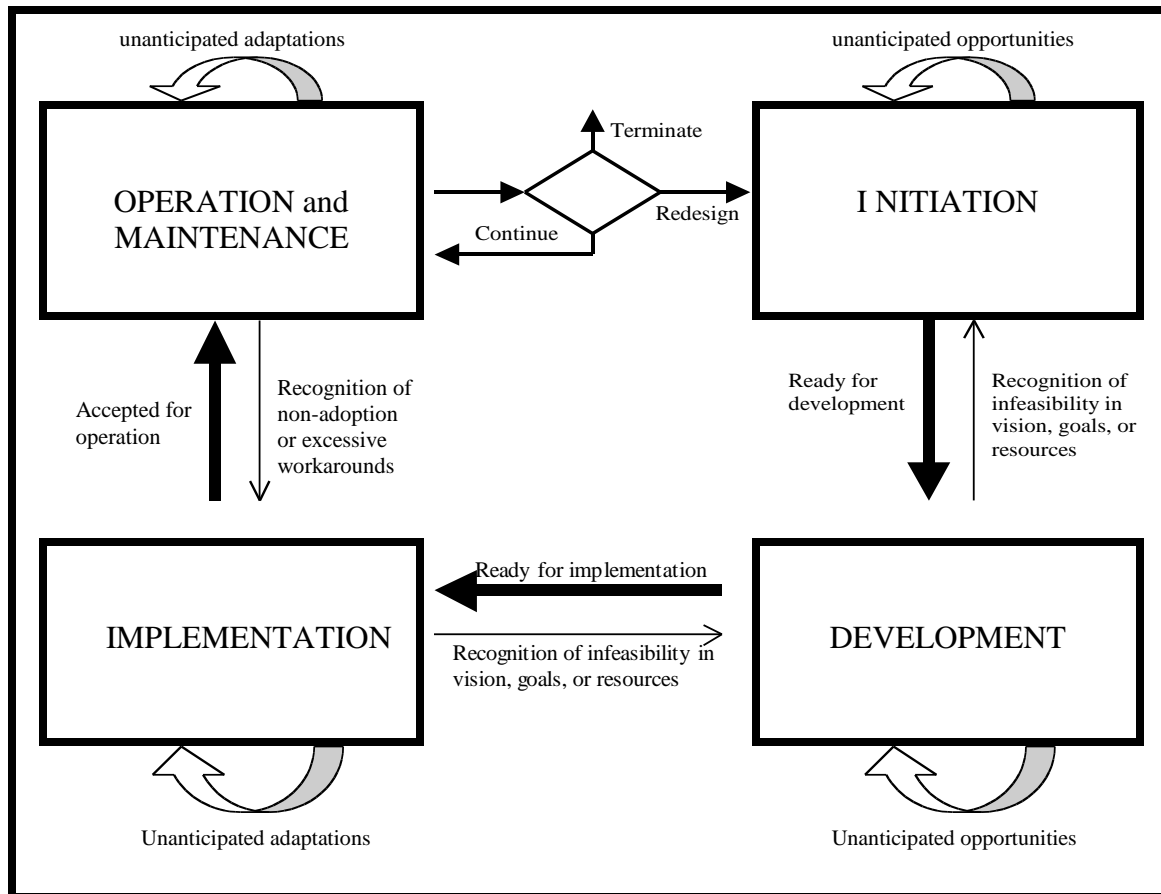 unanticipated adaptations
unanticipated opportunities
Terminate
OPERATION and
MAINTENANCE
I NITIATION
Redesign
Continue
Accepted for
operation
Recognition of
non-adoption
or excessive
workarounds
Ready for
development
Recognition of
infeasibility in
vision, goals, or
resources
Ready for implementation
IMPLEMENTATION
DEVELOPMENT
Recognition of infeasibility in
vision, goals, or resources
Unanticipated adaptations
Unanticipated opportunities